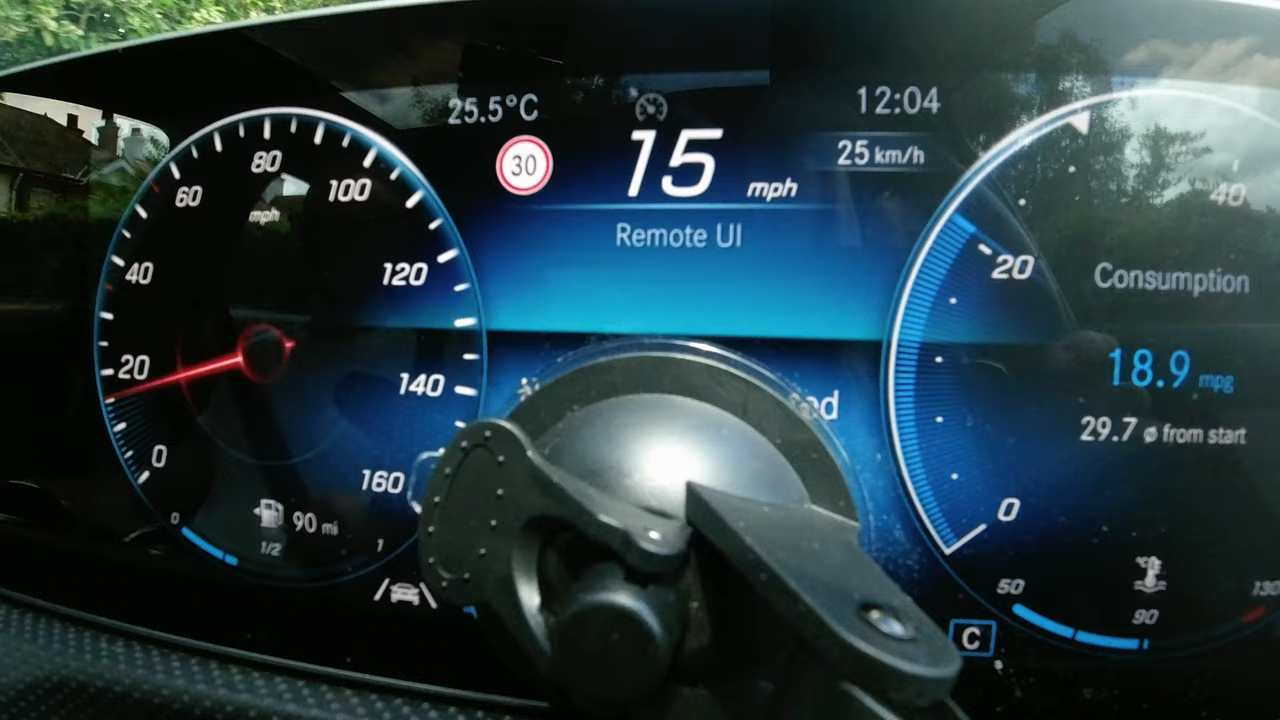 25.5°C
12:04
30
15 mph
25 km/h
Remote UI
80
60
100
mph
40
120
20
140
0
160
90 mi
0
1/2
1
40
20
Consumption
18.9 mpg
29.7 ø from start
0
50
°C
90
130
C